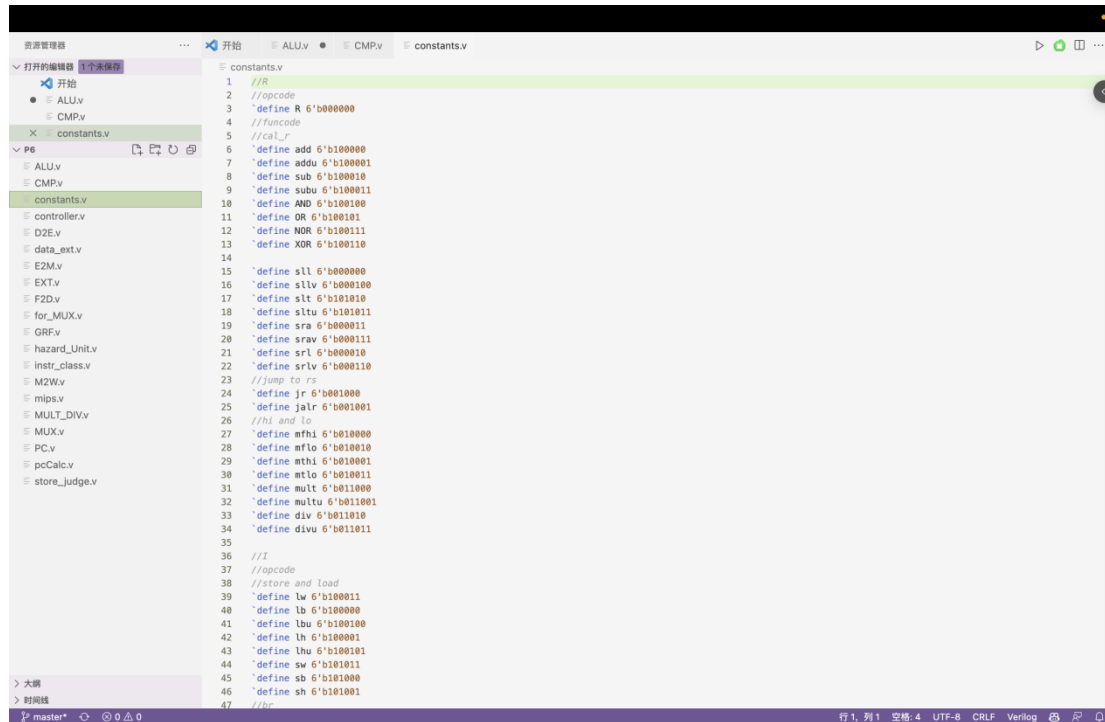 资源管理器
打开的编辑器 1 个未保存
开始
ALU.v
CMP.v
constants.v
P6
ALU.v
CMP.v
constants.v
controller.v
D2E.v
data_ext.v
E2M.v
EXT.v
F2D.v
for_MUX.v
GRF.v
hazard_Unit.v
instr_class.v
M2W.v
mips.v
MULT_DIV.v
MUX.v
PC.v
pcCalc.v
store_judge.v
大纲
时间线
开始 ALU.v CMP.v constants.v
constants.v
1 //R
2 //opcode
3 `define R 6'b000000
4 //funcode
5 //cal_r
6 `define add 6'b100000
7 `define addu 6'b100001
8 `define sub 6'b100010
9 `define subu 6'b100011
10 `define AND 6'b100100
11 `define OR 6'b100101
12 `define NOR 6'b100111
13 `define XOR 6'b100110
14
15 `define sll 6'b000000
16 `define sllv 6'b000100
17 `define slt 6'b101010
18 `define sltu 6'b101011
19 `define sra 6'b000011
20 `define srav 6'b000111
21 `define srl 6'b000010
22 `define srlv 6'b000110
23 //jump to rs
24 `define jr 6'b001000
25 `define jalr 6'b001001
26 //hi and lo
27 `define mfhi 6'b010000
28 `define mflo 6'b010010
29 `define mthi 6'b010001
30 `define mtlo 6'b010011
31 `define mult 6'b011000
32 `define multu 6'b011001
33 `define div 6'b011010
34 `define divu 6'b011011
35
36 //I
37 //opcode
38 //store and load
39 `define lw 6'b100011
40 `define lb 6'b100000
41 `define lbu 6'b100100
42 `define lh 6'b100001
43 `define lhu 6'b100101
44 `define sw 6'b101011
45 `define sb 6'b101000
46 `define sh 6'b101001
47 //br
master* 0 0 行 1, 列 1 空格: 4 UTF-8 CRLF Verilog